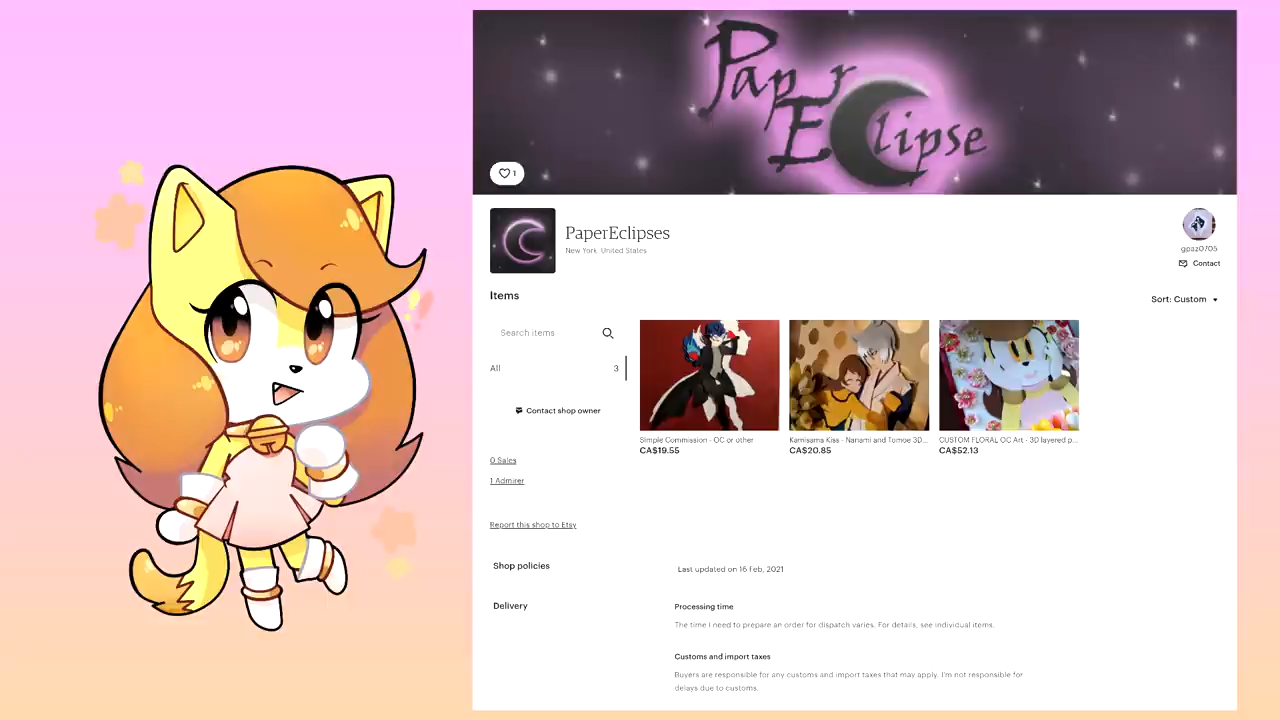 Paper
Eclipse
1
PaperEclipses
New York, United States
gpaz0705
Contact
Items
Sort: Custom
Search items
All 3
Contact shop owner
Simple Commission - OC or other
CA$19.55
Kamisama Kiss - Nanami and Tomoe 3D...
CA$20.85
CUSTOM FLORAL OC Art - 3D layered p...
CA$52.13
0 Sales
1 Admirer
Report this shop to Etsy
Shop policies
Last updated on 16 Feb, 2021
Delivery
Processing time
The time I need to prepare an order for dispatch varies. For details, see individual items.
Customs and import taxes
Buyers are responsible for any customs and import taxes that may apply. I'm not responsible for
delays due to customs.